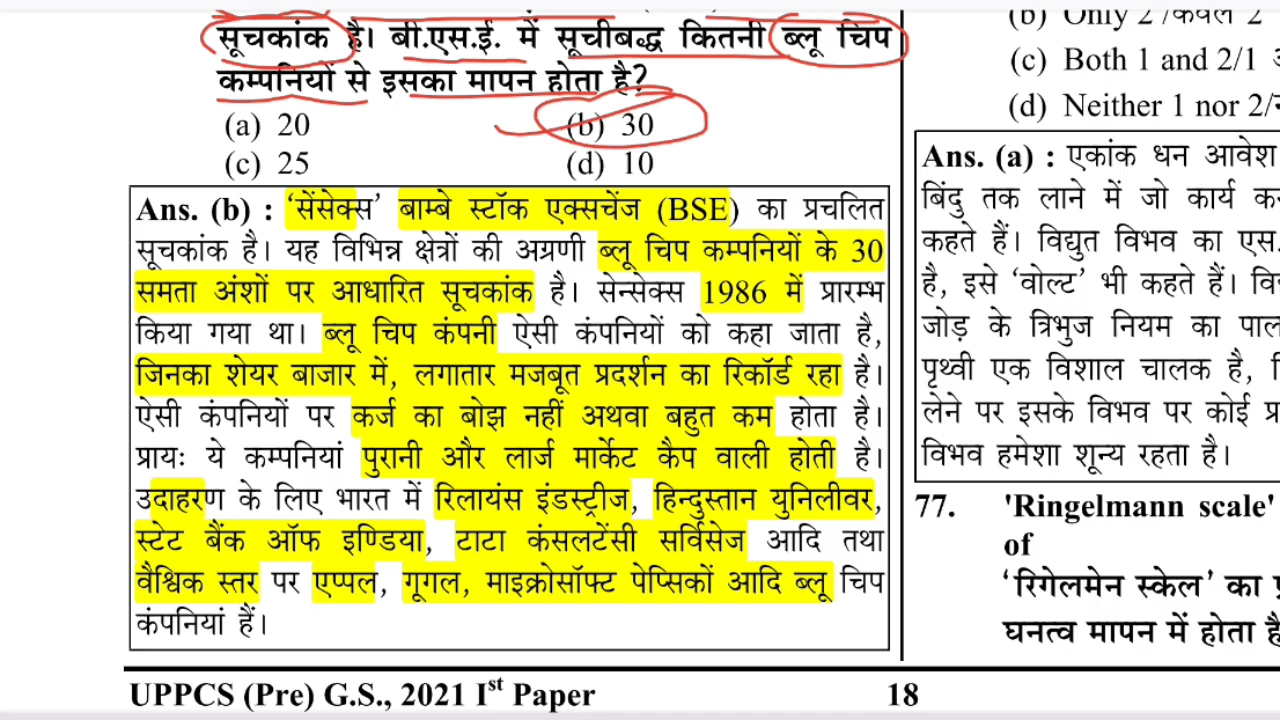 सूचकांक है। बी.एस.ई. में सूचीबद्ध कितनी ब्लू चिप
कम्पनियों से इसका मापन होता है?
(a) 20 (b) 30
(c) 25 (d) 10
Ans. (b) : ‘सेंसेक्स’ बाम्बे स्टॉक एक्सचेंज (BSE) का प्रचलित
सूचकांक है। यह विभिन्न क्षेत्रों की अग्रणी ब्लू चिप कम्पनियों के 30
समता अंशों पर आधारित सूचकांक है। सेन्सेक्स 1986 में प्रारम्भ
किया गया था। ब्लू चिप कंपनी ऐसी कंपनियों को कहा जाता है,
जिनका शेयर बाजार में, लगातार मजबूत प्रदर्शन का रिकॉर्ड रहा है।
ऐसी कंपनियों पर कर्ज का बोझ नहीं अथवा बहुत कम होता है।
प्रायः ये कम्पनियां पुरानी और लार्ज मार्केट कैप वाली होती है।
उदाहरण के लिए भारत में रिलायंस इंडस्ट्रीज, हिन्दुस्तान युनिलीवर,
स्टेट बैंक ऑफ इण्डिया, टाटा कंसलटेंसी सर्विसेज आदि तथा
वैश्विक स्तर पर एप्पल, गूगल, माइक्रोसॉफ्ट पेप्सिकों आदि ब्लू चिप
कंपनियां हैं।
UPPCS (Pre) G.S., 2021 Ist Paper 18
(b) Only 2 /केवल 2
(c) Both 1 and 2/1
(d) Neither 1 nor 2/
Ans. (a) : एकांक धन आवेश
बिंदु तक लाने में जो कार्य
कहते हैं। विद्युत विभव का एस.
है, इसे ‘वोल्ट’ भी कहते हैं।
जोड़ के त्रिभुज नियम का
पृथ्वी एक विशाल चालक है,
लेने पर इसके विभव पर कोई
विभव हमेशा शून्य रहता है।
77. 'Ringelmann scale'
of
‘रिगेलमेन स्केल’ का
घनत्व मापन में होता है